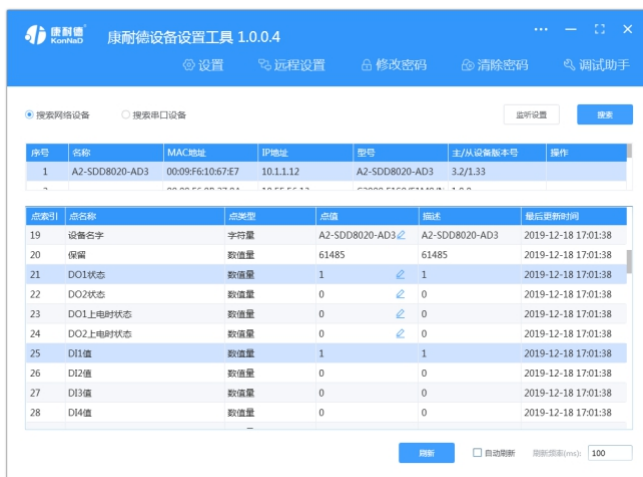 康耐德®
KonNaD
康耐德设备设置工具 1.0.0.4
设置 远程设置 修改密码 清除密码 调试助手
搜索网络设备 搜索串口设备 监听设置 搜索
序号 名称 MAC地址 IP地址 型号 主/从设备版本号 操作
1 A2-SDD8020-AD3 00:09:F6:10:67:E7 10.1.1.12 A2-SDD8020-AD3 3.2/1.33
点索引 点名称 点类型 点值 描述 最后更新时间
19 设备名字 字符量 A2-SDD8020-AD3 A2-SDD8020-AD3 2019-12-18 17:01:38
20 保留 数值量 61485 61485 2019-12-18 17:01:38
21 DO1状态 数值量 1 1 2019-12-18 17:01:38
22 DO2状态 数值量 0 0 2019-12-18 17:01:38
23 DO1上电时状态 数值量 0 0 2019-12-18 17:01:38
24 DO2上电时状态 数值量 0 0 2019-12-18 17:01:38
25 DI1值 数值量 1 1 2019-12-18 17:01:38
26 DI2值 数值量 0 0 2019-12-18 17:01:38
27 DI3值 数值量 0 0 2019-12-18 17:01:38
28 DI4值 数值量 0 0 2019-12-18 17:01:38
刷新 自动刷新 刷新频率(ms): 100